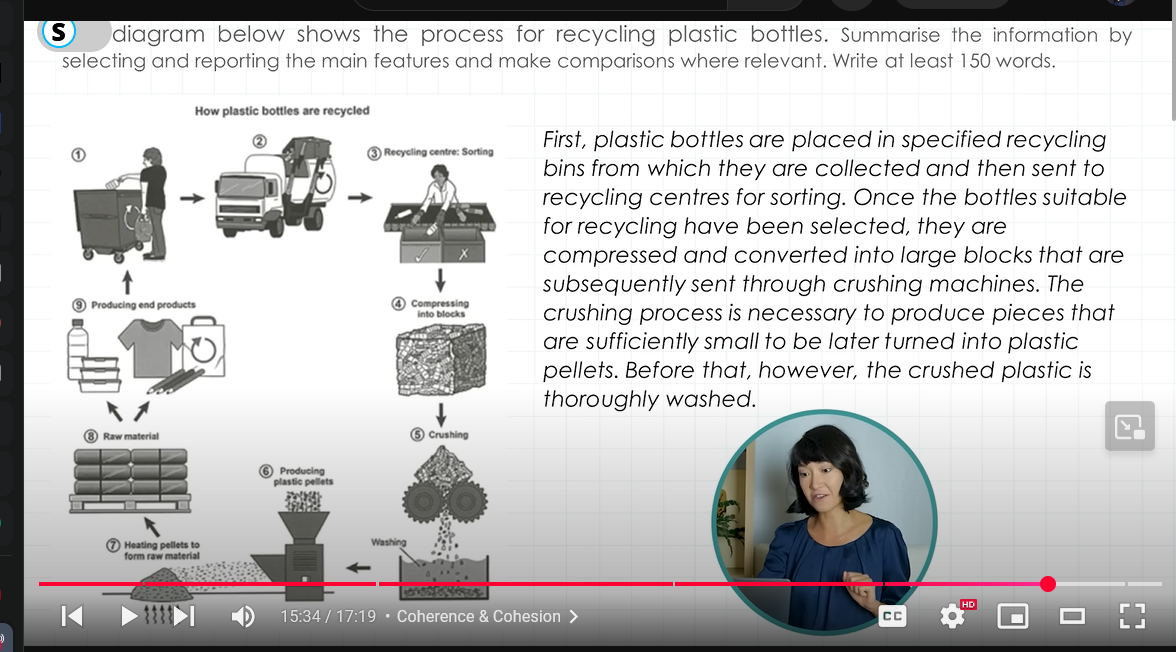 S
diagram below shows the process for recycling plastic bottles. Summarise the information by
selecting and reporting the main features and make comparisons where relevant. Write at least 150 words.
How plastic bottles are recycled
①
②
③ Recycling centre: Sorting
✓ X
④ Compressing
into blocks
⑤ Crushing
Washing
⑥ Producing
plastic pellets
⑦ Heating pellets to
form raw material
⑧ Raw material
⑨ Producing end products
First, plastic bottles are placed in specified recycling
bins from which they are collected and then sent to
recycling centres for sorting. Once the bottles suitable
for recycling have been selected, they are
compressed and converted into large blocks that are
subsequently sent through crushing machines. The
crushing process is necessary to produce pieces that
are sufficiently small to be later turned into plastic
pellets. Before that, however, the crushed plastic is
thoroughly washed.
15:34 / 17:19 • Coherence & Cohesion
CC
HD